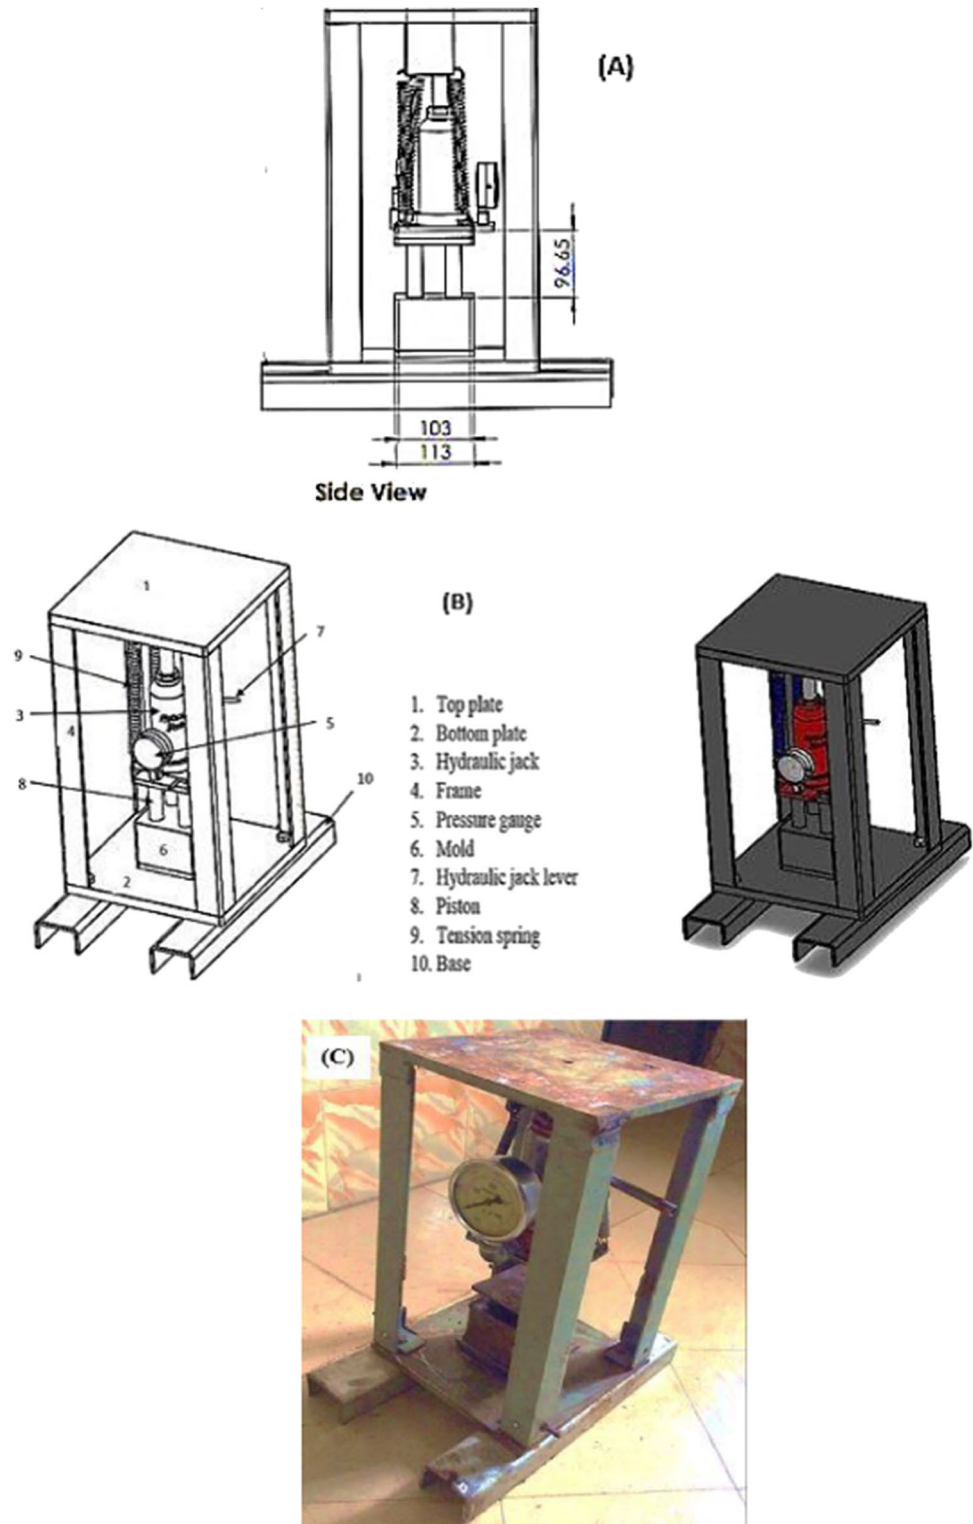 (A)
96.65
103
113
Side View
(B)
1
7
9
3
4
5
8
10
6
2
1. Top plate
2. Bottom plate
3. Hydraulic jack
4. Frame
5. Pressure gauge
6. Mold
7. Hydraulic jack lever
8. Piston
9. Tension spring
10. Base
(C)